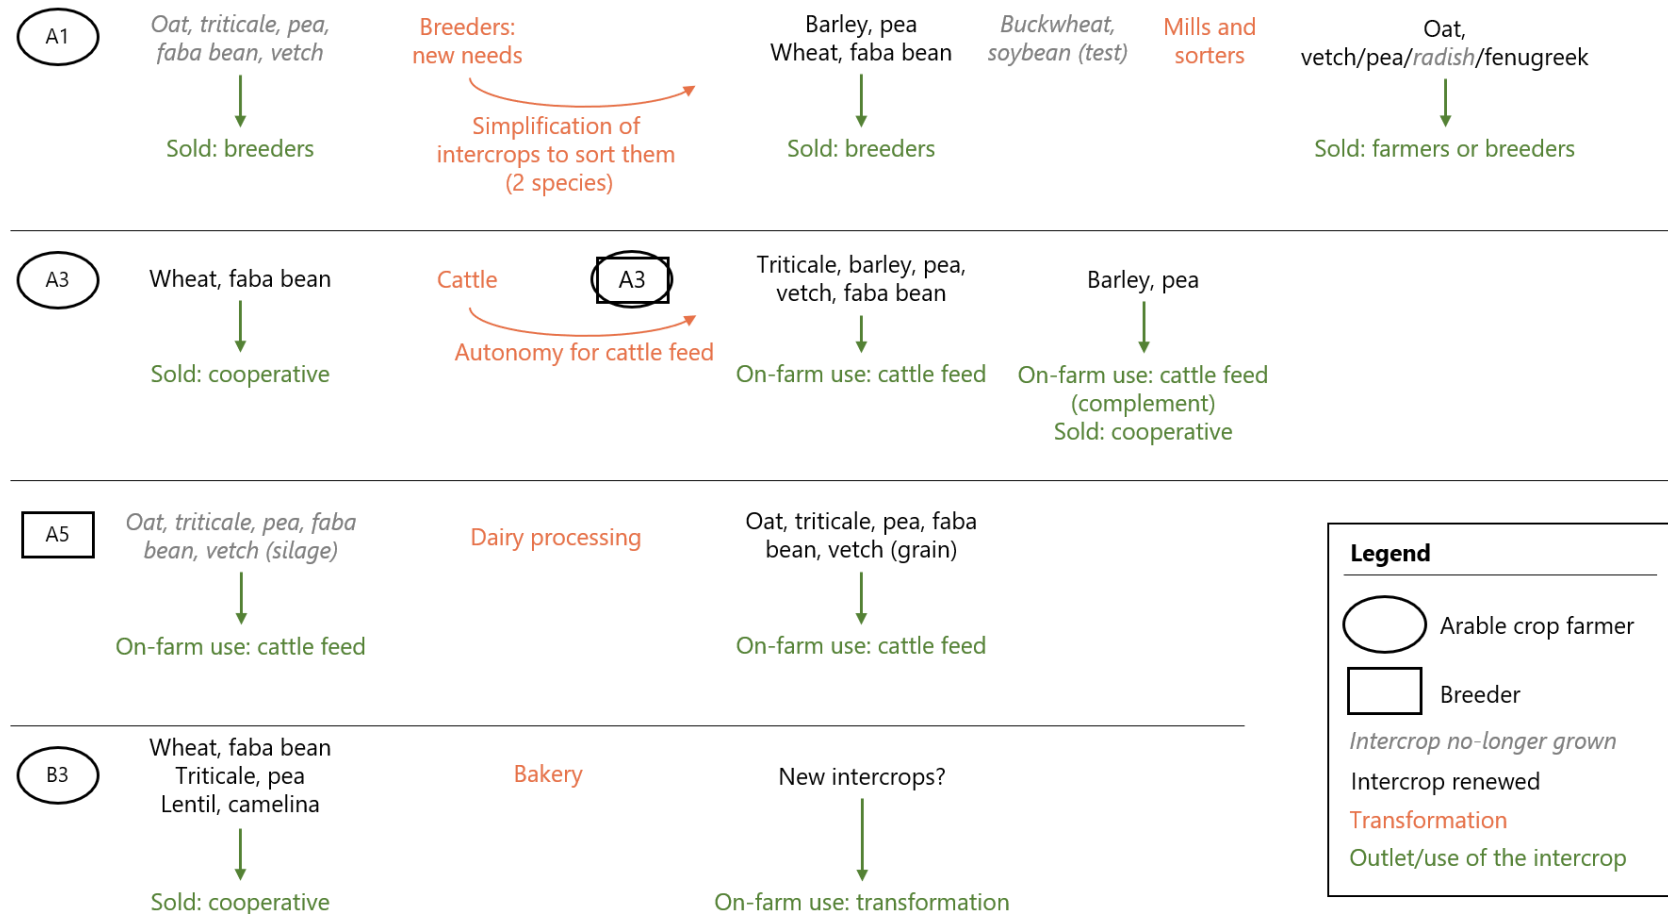 A1
Oat, triticale, pea,
faba bean, vetch
Sold: breeders
Breeders:
new needs
Simplification of
intercrops to sort them
(2 species)
Barley, pea
Wheat, faba bean
Sold: breeders
Buckwheat,
soybean (test)
Mills and
sorters
Oat,
vetch/pea/radish/fenugreek
Sold: farmers or breeders
A3
Wheat, faba bean
Sold: cooperative
Cattle
Autonomy for cattle feed
A3
Triticale, barley, pea,
vetch, faba bean
On-farm use: cattle feed
Barley, pea
On-farm use: cattle feed
(complement)
Sold: cooperative
A5
Oat, triticale, pea, faba
bean, vetch (silage)
On-farm use: cattle feed
Dairy processing
Oat, triticale, pea, faba
bean, vetch (grain)
On-farm use: cattle feed
B3
Wheat, faba bean
Triticale, pea
Lentil, camelina
Sold: cooperative
Bakery
New intercrops?
On-farm use: transformation
Legend
Arable crop farmer
Breeder
Intercrop no-longer grown
Intercrop renewed
Transformation
Outlet/use of the intercrop